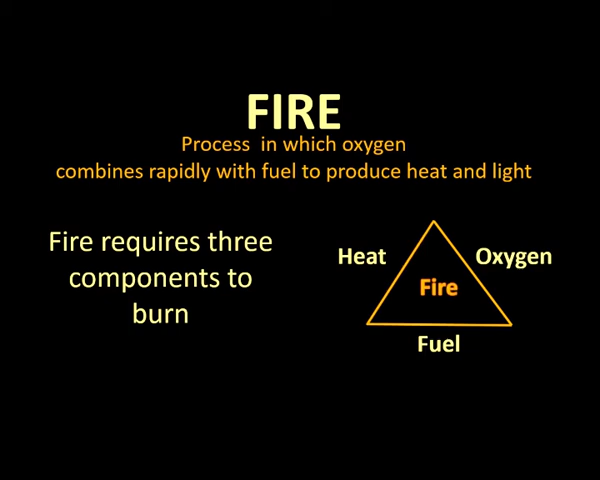 FIRE
Process  in which oxygen
combines rapidly with fuel to produce heat and light
Fire requires three
components to
burn
Heat
Oxygen
Fire
Fuel